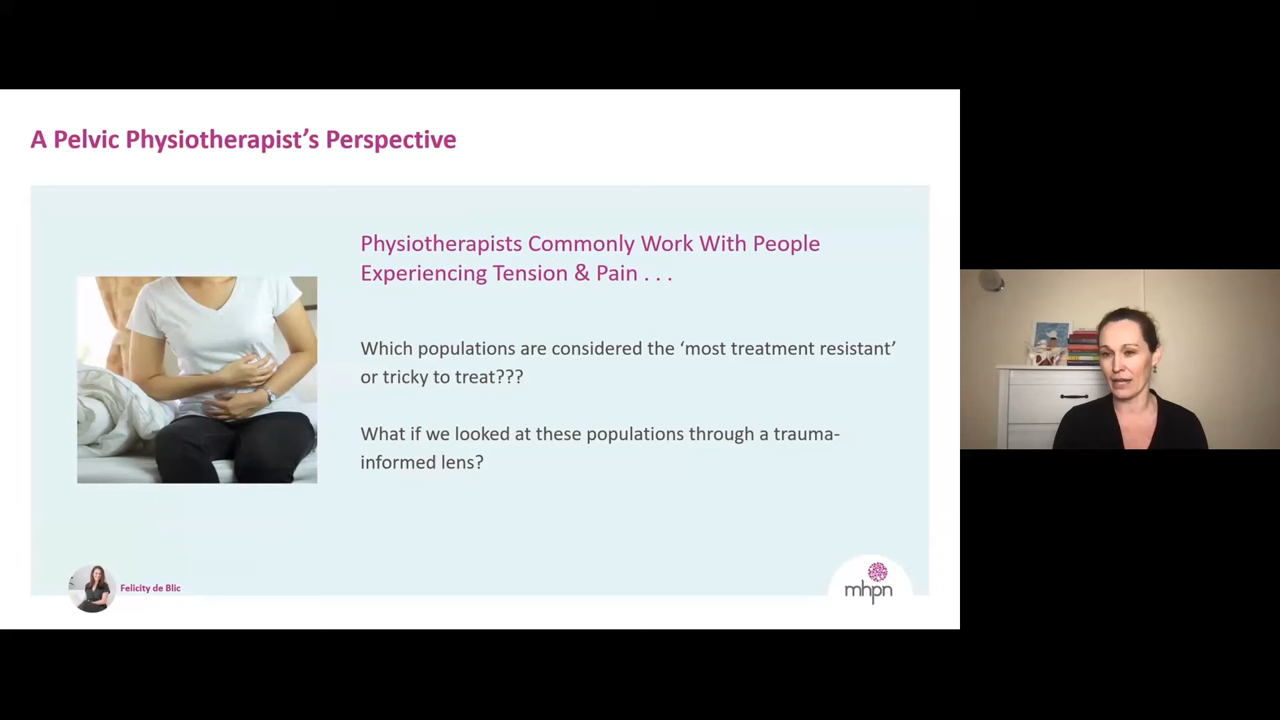 A Pelvic Physiotherapist’s Perspective
Physiotherapists Commonly Work With People
Experiencing Tension & Pain . . .
Which populations are considered the ‘most treatment resistant’
or tricky to treat???
What if we looked at these populations through a trauma-
informed lens?
Felicity de Blic
mhpn